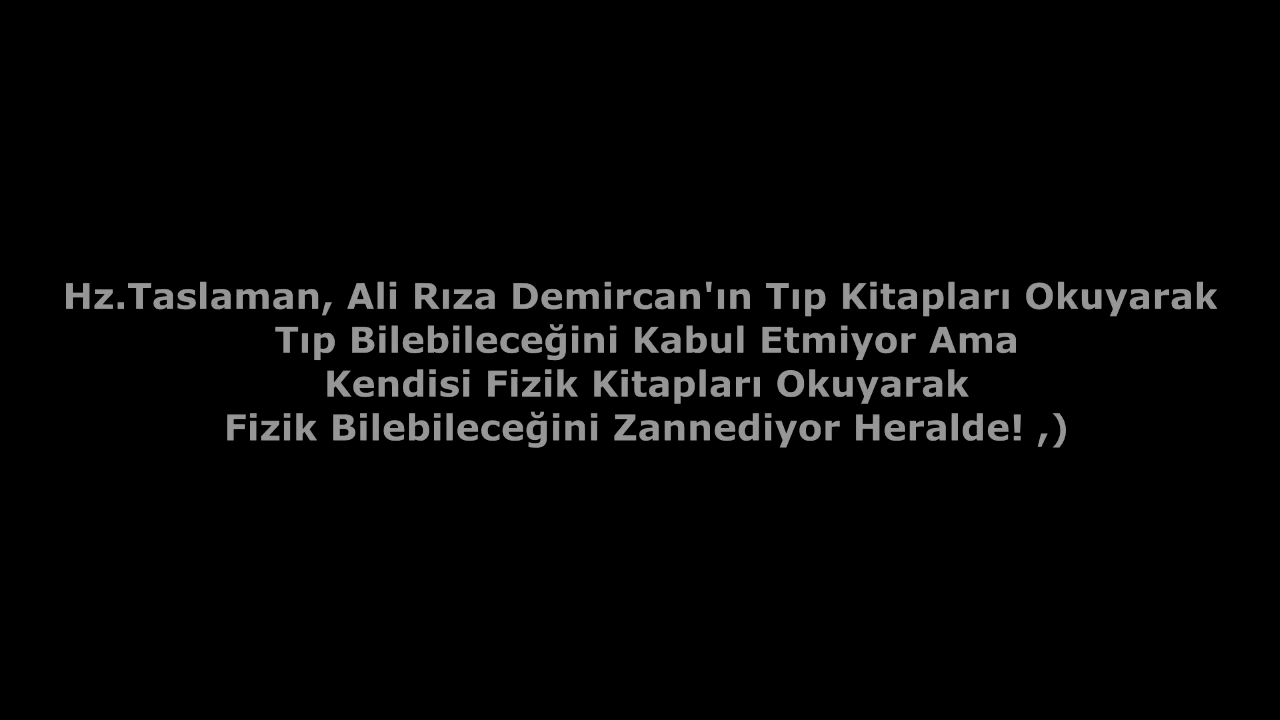 Hz.Taslaman, Ali Rıza Demircan'ın Tıp Kitapları Okuyarak
Tıp Bilebileceğini Kabul Etmiyor Ama
Kendisi Fizik Kitapları Okuyarak
Fizik Bilebileceğini Zannediyor Heralde! ,)